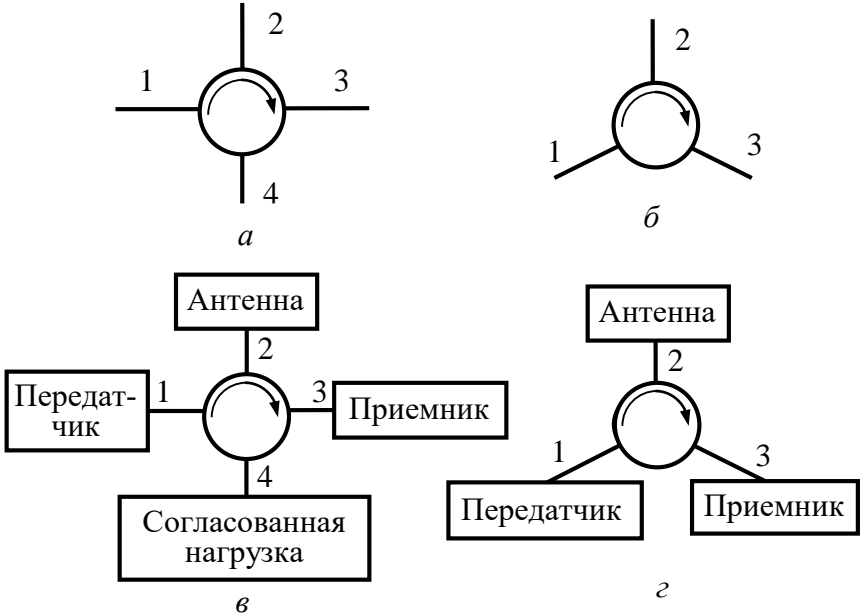 2
1
3
4
а
2
1
3
б
Антенна
2
Передат-
чик
1
3
Приемник
4
Согласованная
нагрузка
в
Антенна
2
1
3
Передатчик
Приемник
г